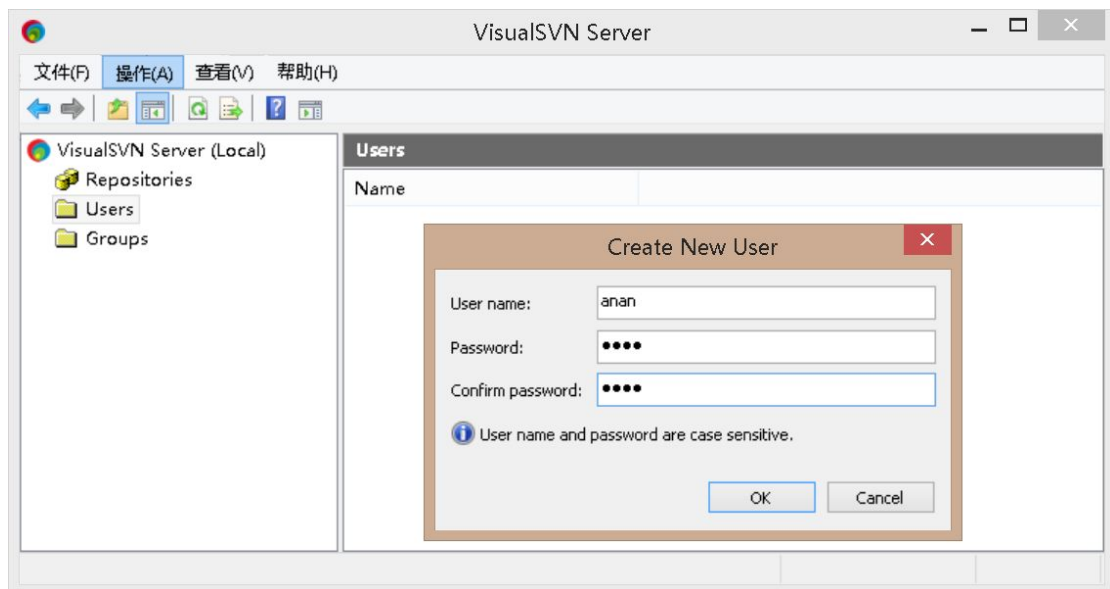 VisualSVN Server
文件(F) 操作(A) 查看(V) 帮助(H)
VisualSVN Server (Local)
Repositories
Users
Groups
Users
Name
Create New User
User name: anan
Password: ••••
Confirm password: ••••
User name and password are case sensitive.
OK Cancel